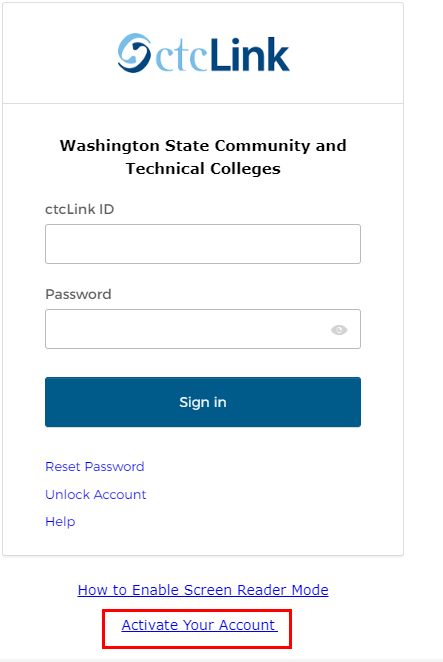 ctcLink
Washington State Community and
Technical Colleges
ctcLink ID
Password
Sign in
Reset Password
Unlock Account
Help
How to Enable Screen Reader Mode
Activate Your Account